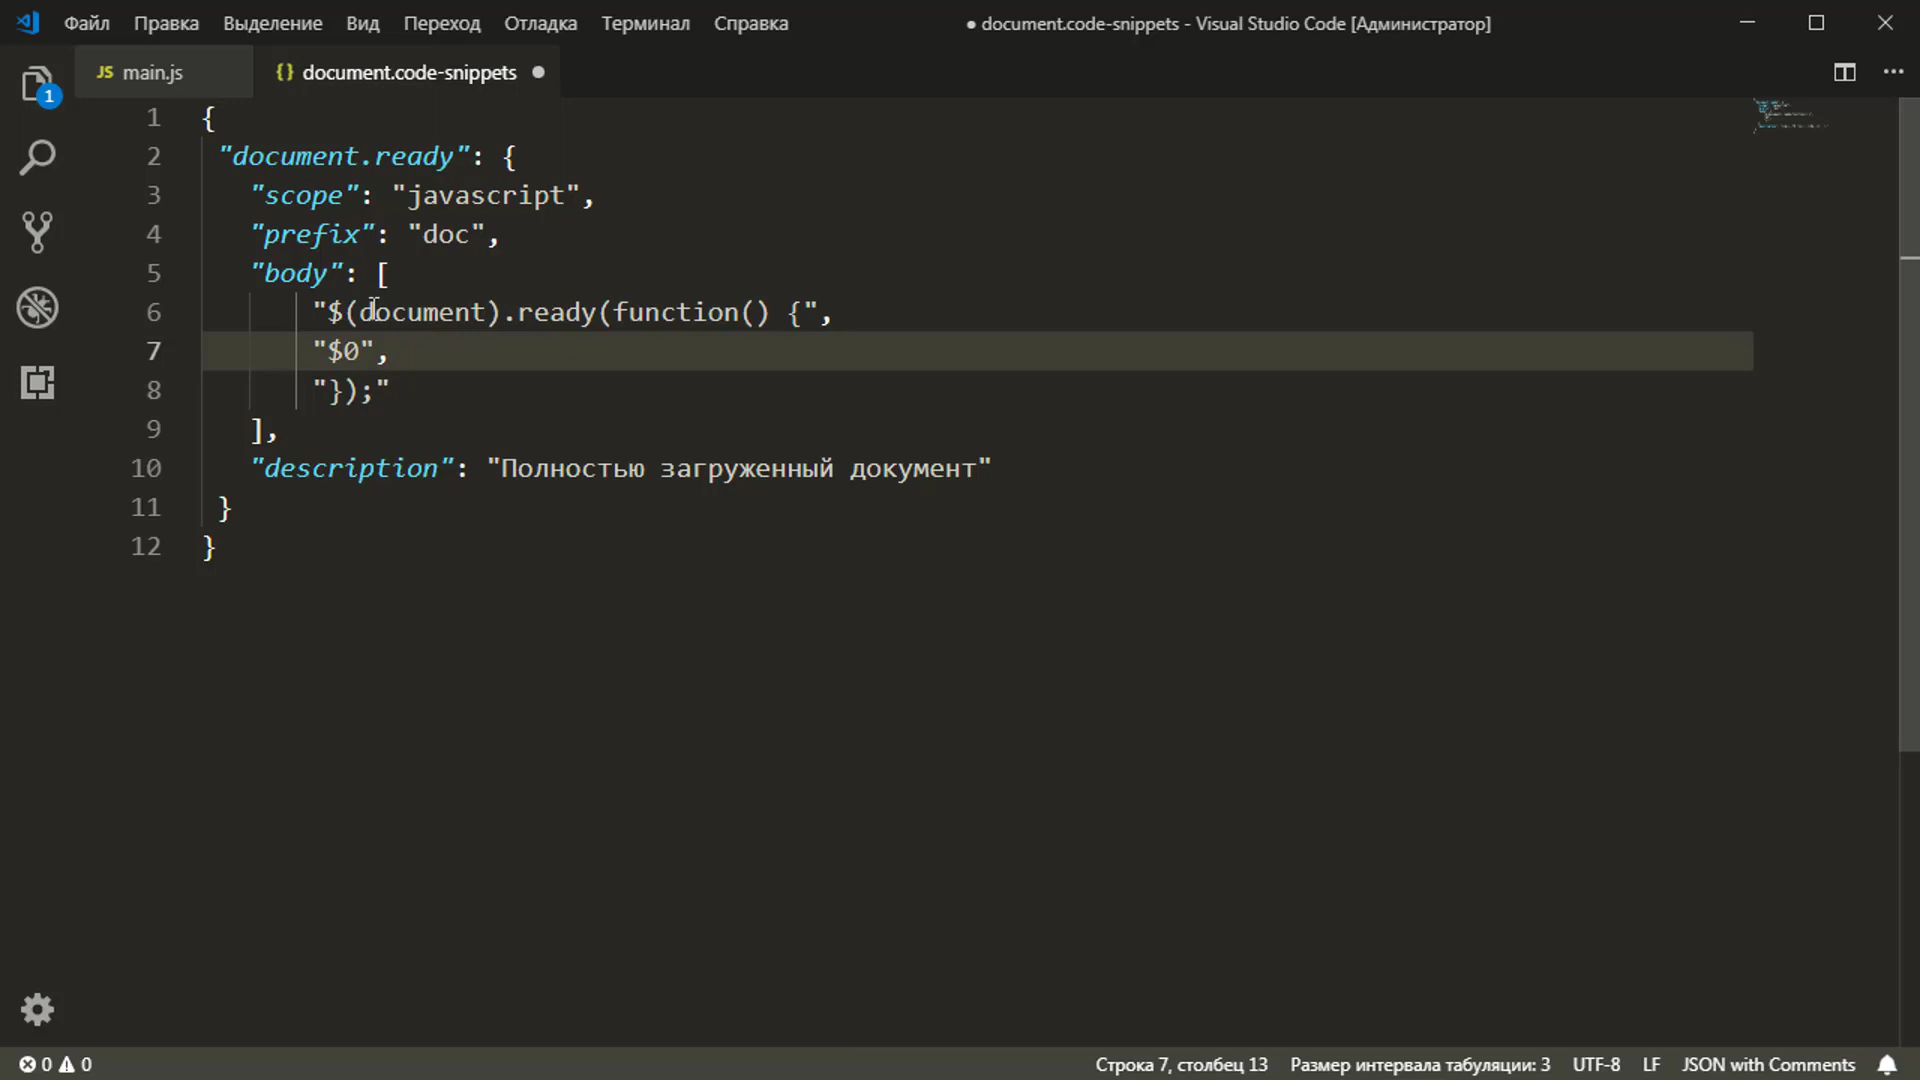 Файл Правка Выделение Вид Переход Отладка Терминал Справка ● document.code-snippets - Visual Studio Code [Администратор]
JS main.js {} document.code-snippets ●
1
1 {
2 "document.ready": {
3 "scope": "javascript",
4 "prefix": "doc",
5 "body": [
6 "$(document).ready(function() {",
7 "$0",
8 "});"
9 ],
10 "description": "Полностью загруженный документ"
11 }
12 }
0 0 Строка 7, столбец 13 Размер интервала табуляции: 3 UTF-8 LF JSON with Comments